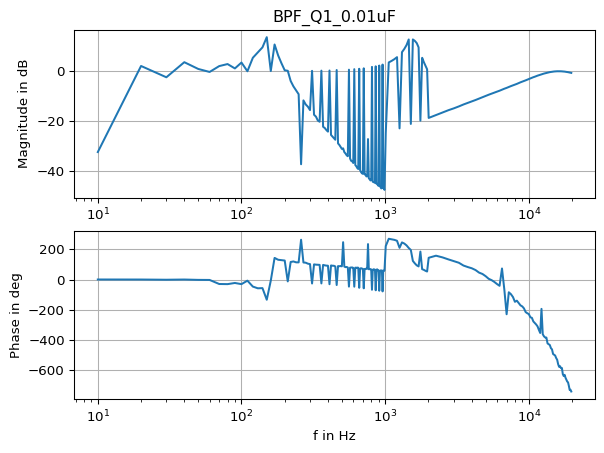 BPF_Q1_0.01uF
Magnitude in dB
0
−20
−40
10¹ 10² 10³ 10⁴
Phase in deg
200
0
−200
−400
−600
10¹ 10² 10³ 10⁴
f in Hz